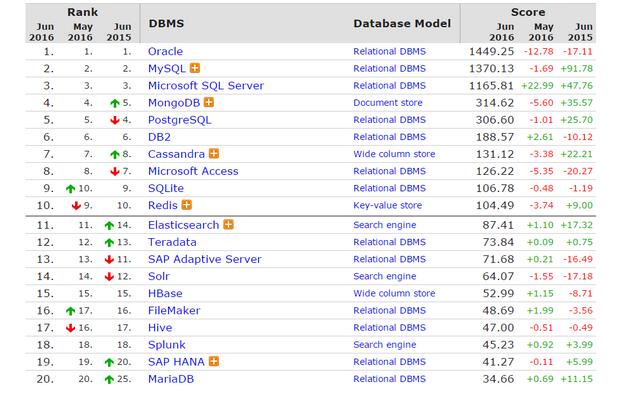 Rank DBMS Database Model Score
Jun 2016 May 2016 Jun 2015 Jun 2016 May 2016 Jun 2015
1. 1. 1. Oracle Relational DBMS 1449.25 -12.78 -17.11
2. 2. 2. MySQL Relational DBMS 1370.13 -1.69 +91.78
3. 3. 3. Microsoft SQL Server Relational DBMS 1165.81 +22.99 +47.76
4. 4. 5. MongoDB Document store 314.62 -5.60 +35.57
5. 5. 4. PostgreSQL Relational DBMS 306.60 -1.01 +25.70
6. 6. 6. DB2 Relational DBMS 188.57 +2.61 -10.12
7. 7. 8. Cassandra Wide column store 131.12 -3.38 +22.21
8. 8. 7. Microsoft Access Relational DBMS 126.22 -5.35 -20.27
9. 10. 9. SQLite Relational DBMS 106.78 -0.48 -1.19
10. 9. 10. Redis Key-value store 104.49 -3.74 +9.00
11. 11. 14. Elasticsearch Search engine 87.41 +1.10 +17.32
12. 12. 13. Teradata Relational DBMS 73.84 +0.09 +0.75
13. 13. 11. SAP Adaptive Server Relational DBMS 71.68 +0.21 -16.49
14. 14. 12. Solr Search engine 64.07 -1.55 -17.18
15. 15. 15. HBase Wide column store 52.99 +1.15 -8.71
16. 17. 16. FileMaker Relational DBMS 48.69 +1.99 -3.56
17. 16. 17. Hive Relational DBMS 47.00 -0.51 -0.49
18. 18. 18. Splunk Search engine 45.23 +0.92 +3.99
19. 19. 20. SAP HANA Relational DBMS 41.27 -0.11 +5.99
20. 20. 25. MariaDB Relational DBMS 34.66 +0.69 +11.15